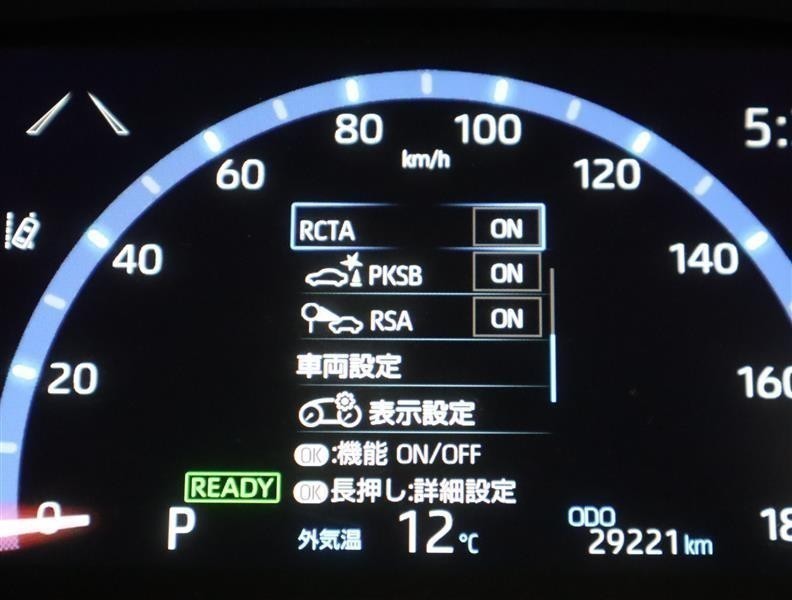 80 100
km/h
5:
60 120
40 140
RCTA ON
PKSB ON
RSA ON
車両設定
20 160
表示設定
OK:機能 ON/OFF
OK長押し:詳細設定
READY
0
P
外気温 12℃
ODO
29221km